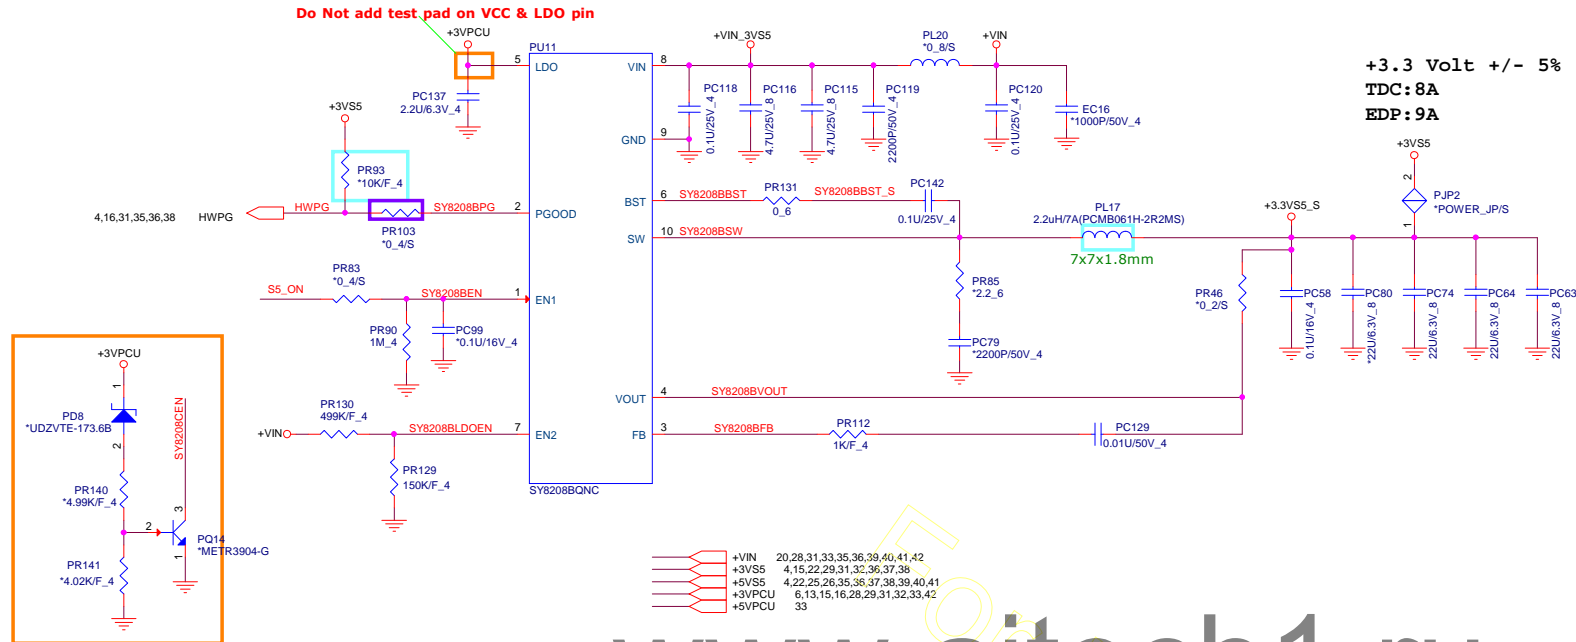 Do Not add test pad on VCC & LDO pin
+3VPCU
PU11
5
LDO
PC137
2.2U/6.3V_4
+3VS5
PR93
*10K/F_4
4,16,31,35,36,38
HWPG
HWPG
SY8208BPG
2
PGOOD
PR103
*0_4/S
PR83
*0_4/S
S5_ON
SY8208BEN
1
EN1
PR90
1M_4
PC99
*0.1U/16V_4
PR130
499K/F_4
+VIN
SY8208BLDOEN
7
EN2
PR129
150K/F_4
SY8208BQNC
VIN
8
GND
9
BST
6
SW
10
VOUT
4
FB
3
+VIN_3VS5
PL20
*0_8/S
+VIN
PC118
0.1U/25V_4
PC116
4.7U/25V_8
PC115
4.7U/25V_8
PC119
2200P/50V_4
PC120
0.1U/25V_4
EC16
*1000P/50V_4
+3.3 Volt +/- 5%
TDC:8A
EDP:9A
SY8208BBST
PR131
0_6
SY8208BBST_S
PC142
0.1U/25V_4
SY8208BSW
PL17
2.2uH/7A(PCMB061H-2R2MS)
7x7x1.8mm
+3.3VS5_S
+3VS5
2
PJP2
*POWER_JP/S
1
PR85
*2.2_6
PC79
*2200P/50V_4
PR46
*0_2/S
PC58
0.1U/16V_4
PC80
*22U/6.3V_8
PC74
22U/6.3V_8
PC64
22U/6.3V_8
PC63
22U/6.3V_8
SY8208BVOUT
SY8208BFB
PR112
1K/F_4
PC129
0.01U/50V_4
+3VPCU
1
PD8
*UDZVTE-173.6B
2
SY8208CEN
PR140
*4.99K/F_4
2
3
PQ14
*METR3904-G
1
PR141
*4.02K/F_4
+VIN 20,28,31,33,35,36,39,40,41,42
+3VS5 4,15,22,29,31,32,36,37,38
+5VS5 4,22,25,26,35,36,37,38,39,40,41
+3VPCU 6,13,15,16,28,29,31,32,33,42
+5VPCU 33